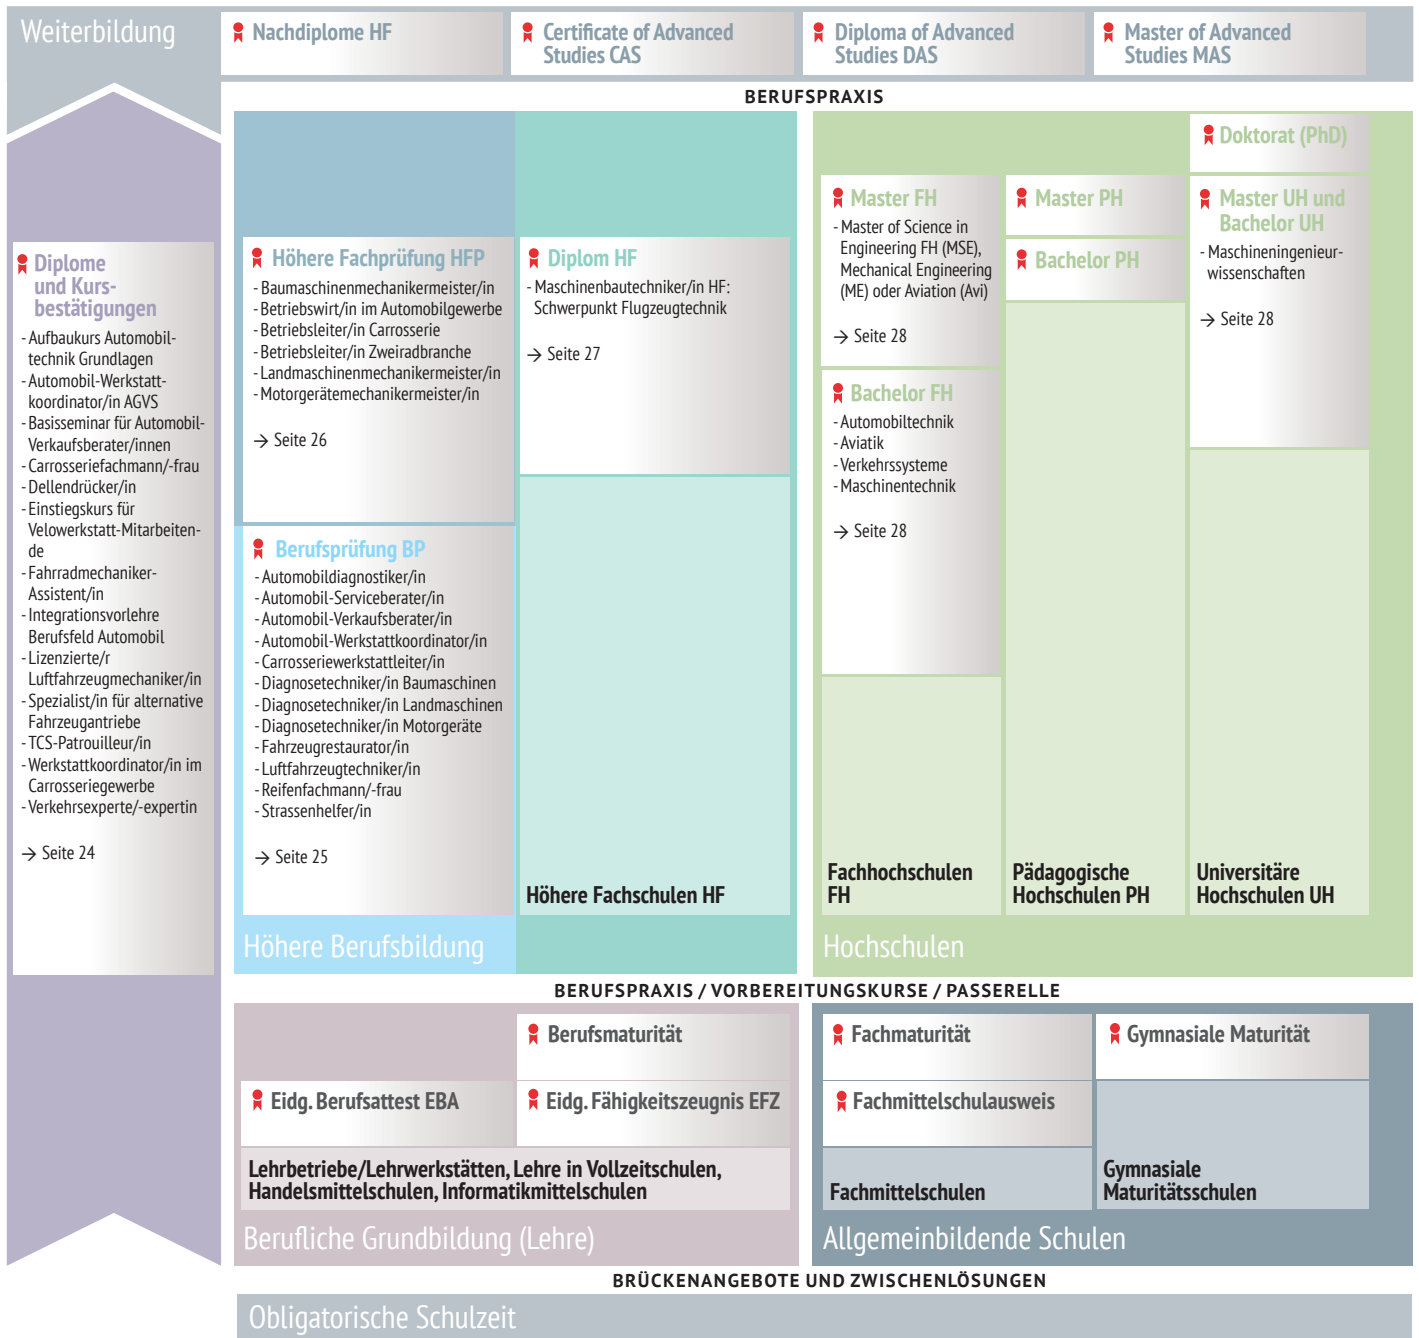 Weiterbildung
Nachdiplome HF
Certificate of Advanced
Studies CAS
Diploma of Advanced
Studies DAS
Master of Advanced
Studies MAS
BERUFSPRAXIS
Diplome
und Kurs-
bestätigungen
- Aufbaukurs Automobil-
technik Grundlagen
- Automobil-Werkstatt-
koordinator/in AGVS
- Basisseminar für Automobil-
Verkaufsberater/innen
- Carrosseriefachmann/-frau
- Dellendrücker/in
- Einstiegskurs für
Velowerkstatt-Mitarbeiten-
de
- Fahrradmechaniker-
Assistent/in
- Integrationsvorlehre
Berufsfeld Automobil
- Lizenzierte/r
Luftfahrzeugmechaniker/in
- Spezialist/in für alternative
Fahrzeugantriebe
- TCS-Patrouilleur/in
- Werkstattkoordinator/in im
Carrosseriegewerbe
- Verkehrsexperte/-expertin
→ Seite 24
Höhere Fachprüfung HFP
- Baumaschinenmechanikermeister/in
- Betriebswirt/in im Automobilgewerbe
- Betriebsleiter/in Carrosserie
- Betriebsleiter/in Zweiradbranche
- Landmaschinenmechanikermeister/in
- Motorgerätemechanikermeister/in
→ Seite 26
Berufsprüfung BP
- Automobildiagnostiker/in
- Automobil-Serviceberater/in
- Automobil-Verkaufsberater/in
- Automobil-Werkstattkoordinator/in
- Carrosseriewerkstattleiter/in
- Diagnosetechniker/in Baumaschinen
- Diagnosetechniker/in Landmaschinen
- Diagnosetechniker/in Motorgeräte
- Fahrzeugrestaurator/in
- Luftfahrzeugtechniker/in
- Reifenfachmann/-frau
- Strassenhelfer/in
→ Seite 25
Diplom HF
- Maschinenbautechniker/in HF:
Schwerpunkt Flugzeugtechnik
→ Seite 27
Höhere Fachschulen HF
Höhere Berufsbildung
Master FH
- Master of Science in
Engineering FH (MSE),
Mechanical Engineering
(ME) oder Aviation (Avi)
→ Seite 28
Bachelor FH
- Automobiltechnik
- Aviatik
- Verkehrssysteme
- Maschinentechnik
→ Seite 28
Fachhochschulen
FH
Master PH
Bachelor PH
Pädagogische
Hochschulen PH
Doktorat (PhD)
Master UH und
Bachelor UH
- Maschineningenieur-
wissenschaften
→ Seite 28
Universitäre
Hochschulen UH
Hochschulen
BERUFSPRAXIS / VORBEREITUNGSKURSE / PASSERELLE
Berufsmaturität
Eidg. Berufsattest EBA
Eidg. Fähigkeitszeugnis EFZ
Lehrbetriebe/Lehrwerkstätten, Lehre in Vollzeitschulen,
Handelsmittelschulen, Informatikmittelschulen
Berufliche Grundbildung (Lehre)
Fachmaturität
Fachmittelschulausweis
Fachmittelschulen
Gymnasiale Maturität
Gymnasiale
Maturitätsschulen
Allgemeinbildende Schulen
BRÜCKENANGEBOTE UND ZWISCHENLÖSUNGEN
Obligatorische Schulzeit